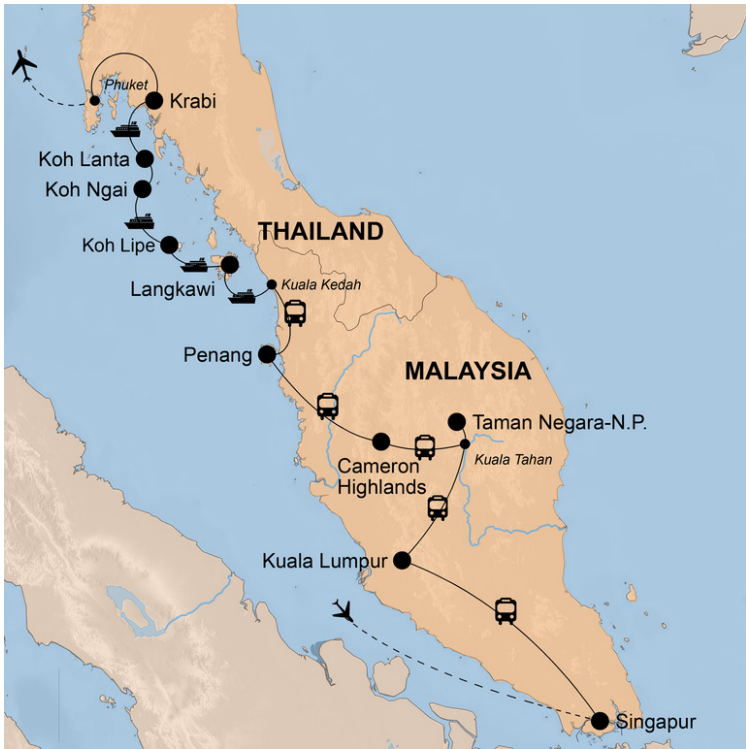 Phuket
Krabi
Koh Lanta
Koh Ngai
THAILAND
Koh Lipe
Langkawi
Kuala Kedah
Penang
MALAYSIA
Taman Negara-N.P.
Kuala Tahan
Cameron
Highlands
Kuala Lumpur
Singapur